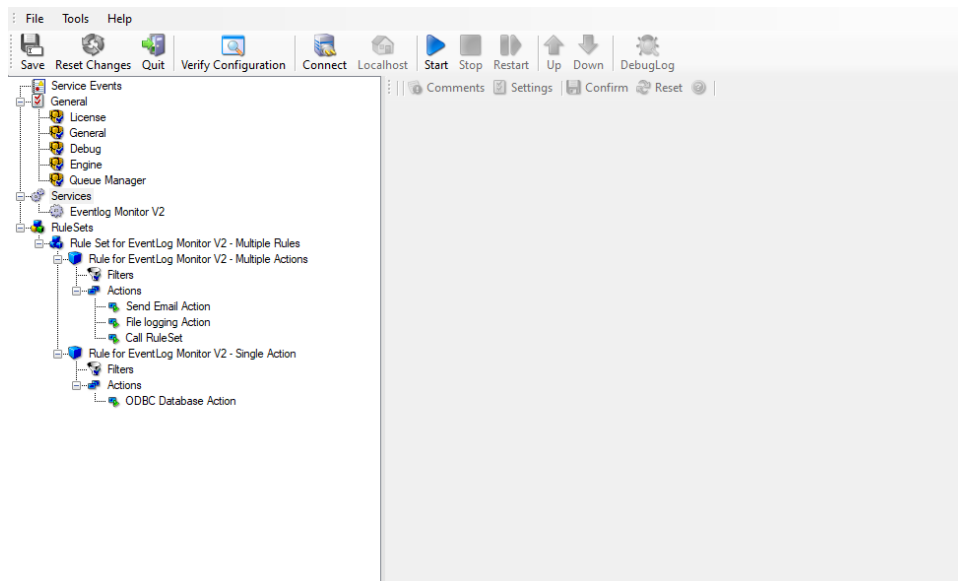 File Tools Help
Save Reset Changes Quit Verify Configuration Connect Localhost Start Stop Restart Up Down DebugLog
Service Events
Comments Settings Confirm Reset
General
License
General
Debug
Engine
Queue Manager
Services
Eventlog Monitor V2
RuleSets
Rule Set for EventLog Monitor V2 - Multiple Rules
Rule for EventLog Monitor V2 - Multiple Actions
Filters
Actions
Send Email Action
File logging Action
Call RuleSet
Rule for EventLog Monitor V2 - Single Action
Filters
Actions
ODBC Database Action